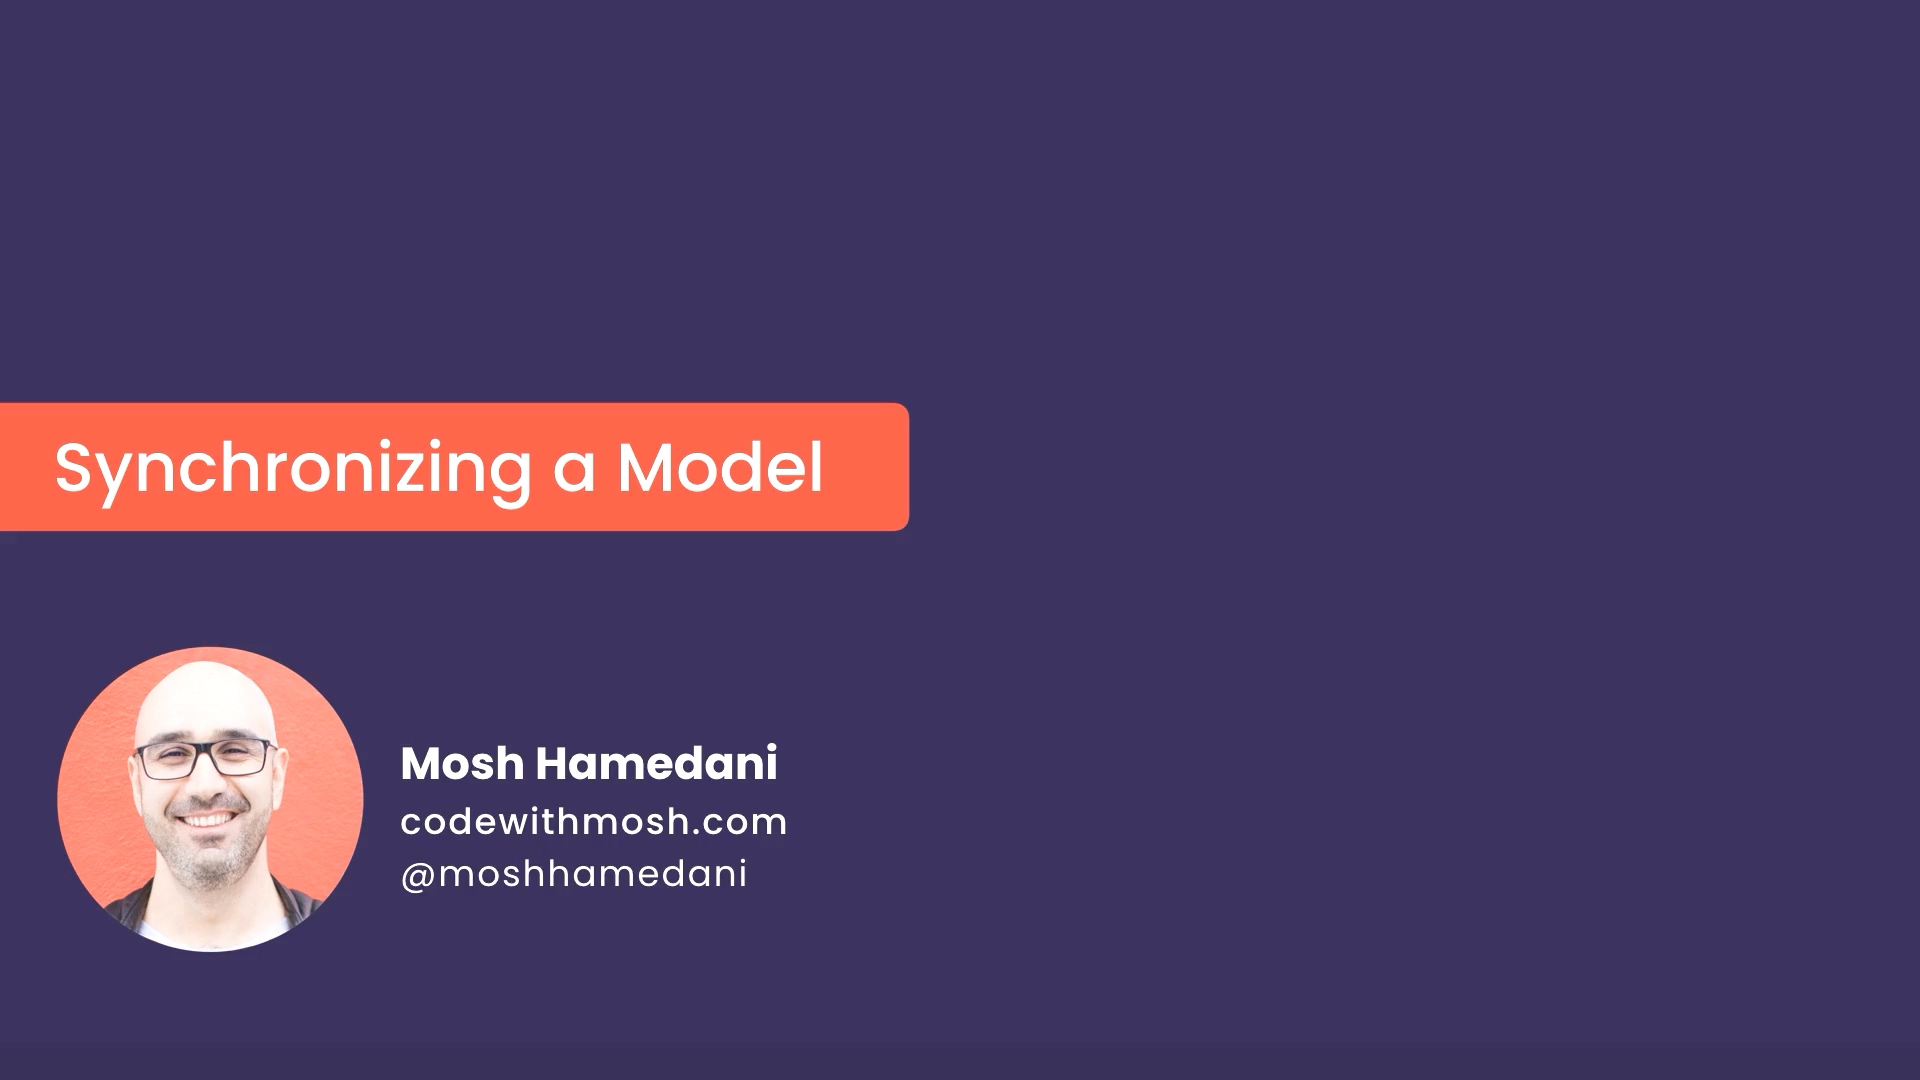 Synchronizing a Model
Mosh Hamedani
codewithmosh.com
@moshhamedani